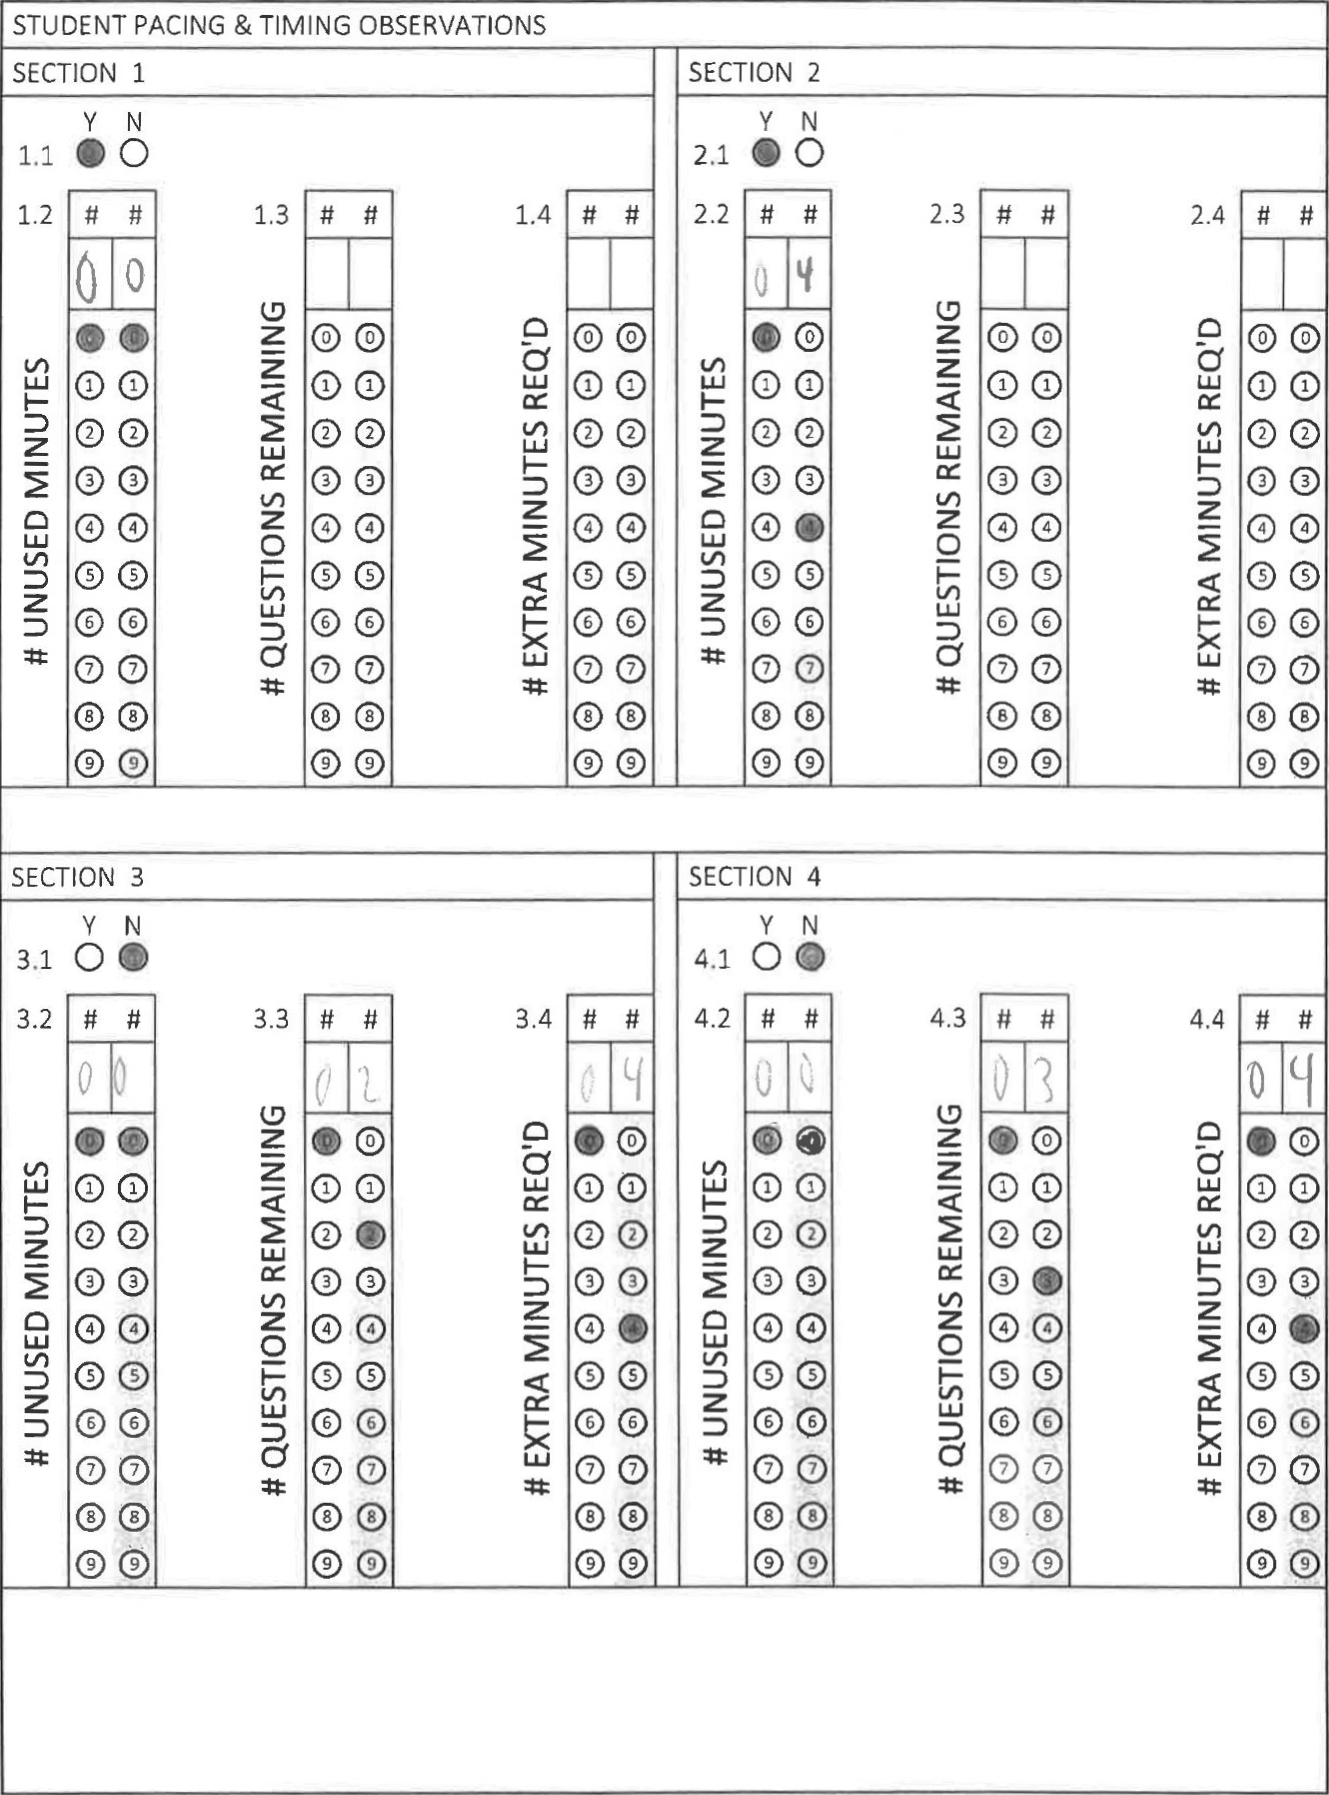 STUDENT PACING & TIMING OBSERVATIONS
SECTION 1
Y N
1.1
1.2 # # 1.3 # # 1.4 # #
0 0
# UNUSED MINUTES
# QUESTIONS REMAINING
# EXTRA MINUTES REQ'D
0 0 0 0 0 0
1 1 1 1 1 1
2 2 2 2 2 2
3 3 3 3 3 3
4 4 4 4 4 4
5 5 5 5 5 5
6 6 6 6 6 6
7 7 7 7 7 7
8 8 8 8 8 8
9 9 9 9 9 9
SECTION 2
Y N
2.1
2.2 # # 2.3 # # 2.4 # #
0 4
# UNUSED MINUTES
# QUESTIONS REMAINING
# EXTRA MINUTES REQ'D
0 0 0 0 0 0
1 1 1 1 1 1
2 2 2 2 2 2
3 3 3 3 3 3
4 4 4 4 4 4
5 5 5 5 5 5
6 6 6 6 6 6
7 7 7 7 7 7
8 8 8 8 8 8
9 9 9 9 9 9
SECTION 3
Y N
3.1
3.2 # # 3.3 # # 3.4 # #
0 0 0 2 0 4
# UNUSED MINUTES
# QUESTIONS REMAINING
# EXTRA MINUTES REQ'D
0 0 0 0 0 0
1 1 1 1 1 1
2 2 2 2 2 2
3 3 3 3 3 3
4 4 4 4 4 4
5 5 5 5 5 5
6 6 6 6 6 6
7 7 7 7 7 7
8 8 8 8 8 8
9 9 9 9 9 9
SECTION 4
Y N
4.1
4.2 # # 4.3 # # 4.4 # #
0 0 0 3 0 4
# UNUSED MINUTES
# QUESTIONS REMAINING
# EXTRA MINUTES REQ'D
0 0 0 0 0
1 1 1 1 1 1
2 2 2 2 2 2
3 3 3 3 3 3
4 4 4 4 4 4
5 5 5 5 5 5
6 6 6 6 6 6
7 7 7 7 7 7
8 8 8 8 8 8
9 9 9 9 9 9